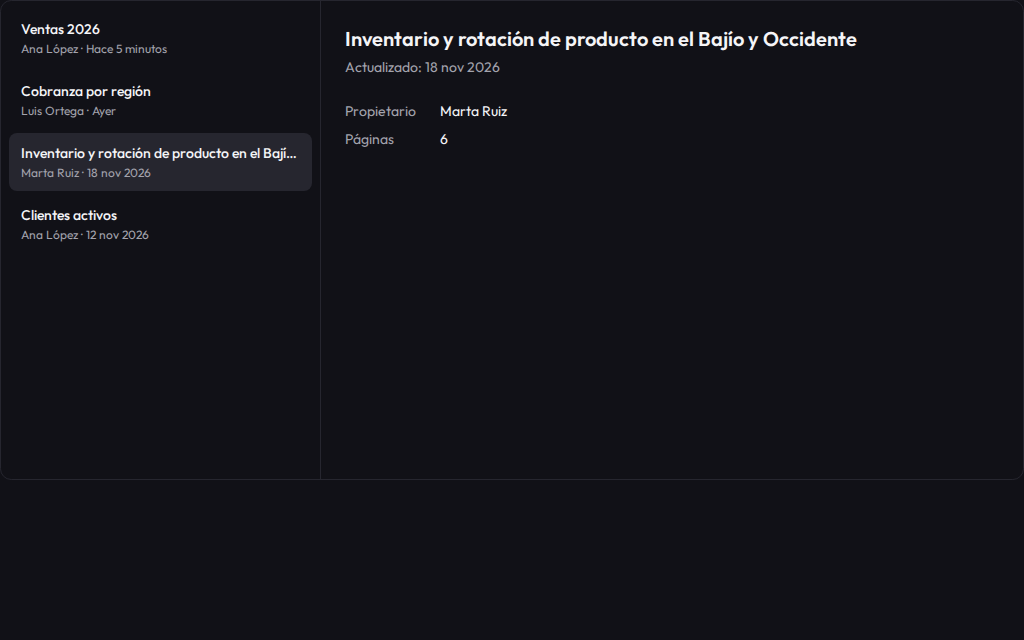 Ventas 2026
Ana López · Hace 5 minutos
Cobranza por región
Luis Ortega · Ayer
Inventario y rotación de producto en el Bají…
Marta Ruiz · 18 nov 2026
Clientes activos
Ana López · 12 nov 2026
Inventario y rotación de producto en el Bajío y Occidente
Actualizado: 18 nov 2026
Propietario Marta Ruiz
Páginas 6